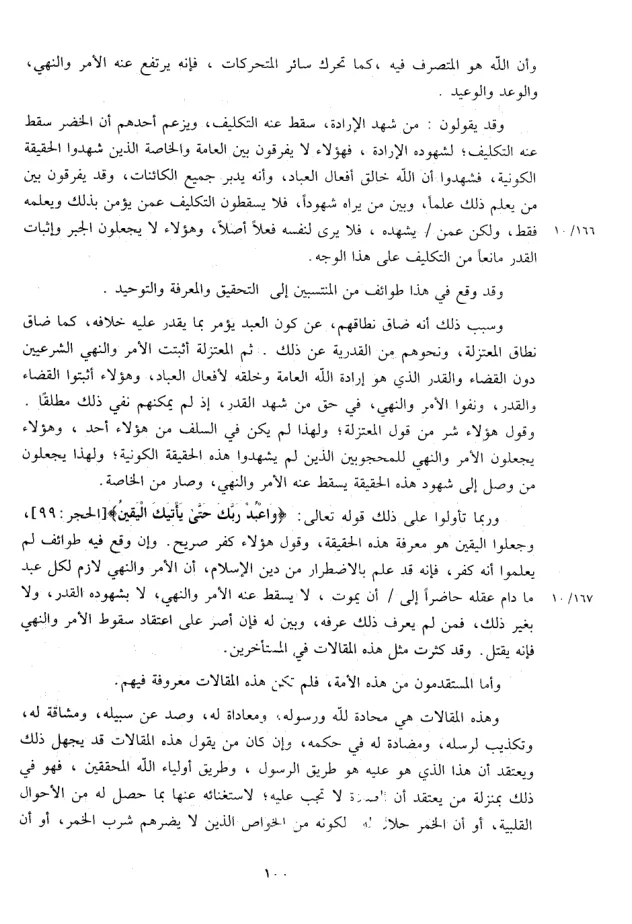 وأن الله هو المتصرف فيه ،كما تحرك سائر المتحركات ، فإنه يرتفع عنه الأمر والنهي،
والوعد والوعيد .
وقد يقولون : من شهد الإرادة، سقط عنه التكليف، ويزعم أحدهم أن الخضر سقط
عنه التكليف؛ لشهوده الإرادة ، فهؤلاء لا يفرقون بين العامة والخاصة الذين شهدوا الحقيقة
الكونية، فشهدوا أن الله خالق أفعال العباد، وأنه يدبر جميع الكائنات، وقد يفرقون بين
من يعلم ذلك علماً، وبين من يراه شهوداً، فلا يسقطون التكليف عمن يؤمن بذلك ويعلمه
فقط، ولكن عمن / يشهده ، فلا يرى لنفسه فعلاً أصلاً، وهؤلاء لا يجعلون الجبر وإثبات ١٠/١٦٦
القدر مانعاً من التكليف على هذا الوجه.
وقد وقع في هذا طوائف من المنتسبين إلى التحقيق والمعرفة والتوحيد .
وسبب ذلك أنه ضاق نطاقهم، عن كون العبد يؤمر بما يقدر عليه خلافه، كما ضاق
نطاق المعتزلة، ونحوهم من القدرية عن ذلك . ثم المعتزلة أثبتت الأمر والنهي الشرعيين
دون القضاء والقدر الذي هو إرادة الله العامة وخلقه لأفعال العباد، وهؤلاء أثبتوا القضاء
والقدر، ونفوا الأمر والنهي، في حق من شهد القدر، إذ لم يمكنهم نفي ذلك مطلقًا .
وقول هؤلاء شر من قول المعتزلة؛ ولهذا لم يكن في السلف من هؤلاء أحد ، وهؤلاء
يجعلون الأمر والنهي للمحجوبين الذين لم يشهدوا هذه الحقيقة الكونية؛ ولهذا يجعلون
من وصل إلى شهود هذه الحقيقة يسقط عنه الأمر والنهي، وصار من الخاصة.
وربما تأولوا على ذلك قوله تعالى: ﴿واعْبُدْ رَبَّكَ حَتَّىٰ يَأْتِيَكَ الْيَقِينُ﴾[الحجر:٩٩]،
وجعلوا اليقين هو معرفة هذه الحقيقة، وقول هؤلاء كفر صريح. وإن وقع فيه طوائف لم
يعلموا أنه كفر، فإنه قد علم بالاضطرار من دين الإسلام، أن الأمر والنهي لازم لكل عبد
ما دام عقله حاضراً إلى / أن يموت ، لا يسقط عنه الأمر والنهي، لا بشهوده القدر، ولا ١٠/١٦٧
بغير ذلك، فمن لم يعرف ذلك عرفه، وبين له فإن أصر على اعتقاد سقوط الأمر والنهي
فإنه يقتل. وقد كثرت مثل هذه المقالات في المستأخرين.
وأما المستقدمون من هذه الأمة، فلم تكن هذه المقالات معروفة فيهم.
وهذه المقالات هي محادة لله ورسوله، ومعاداة له، وصد عن سبيله، ومشاقة له،
وتكذيب لرسله، ومضادة له في حكمه، وإن كان من يقول هذه المقالات قد يجهل ذلك
ويعتقد أن هذا الذي هو عليه هو طريق الرسول ، وطريق أولياء الله المحققين ، فهو في
ذلك بمنزلة من يعتقد أن الصلاة لا تجب عليه؛ لاستغنائه عنها بما حصل له من الأحوال
القلبية، أو أن الخمر حلال له لكونه من الخواص الذين لا يضرهم شرب الخمر، أو أن
١٠٠